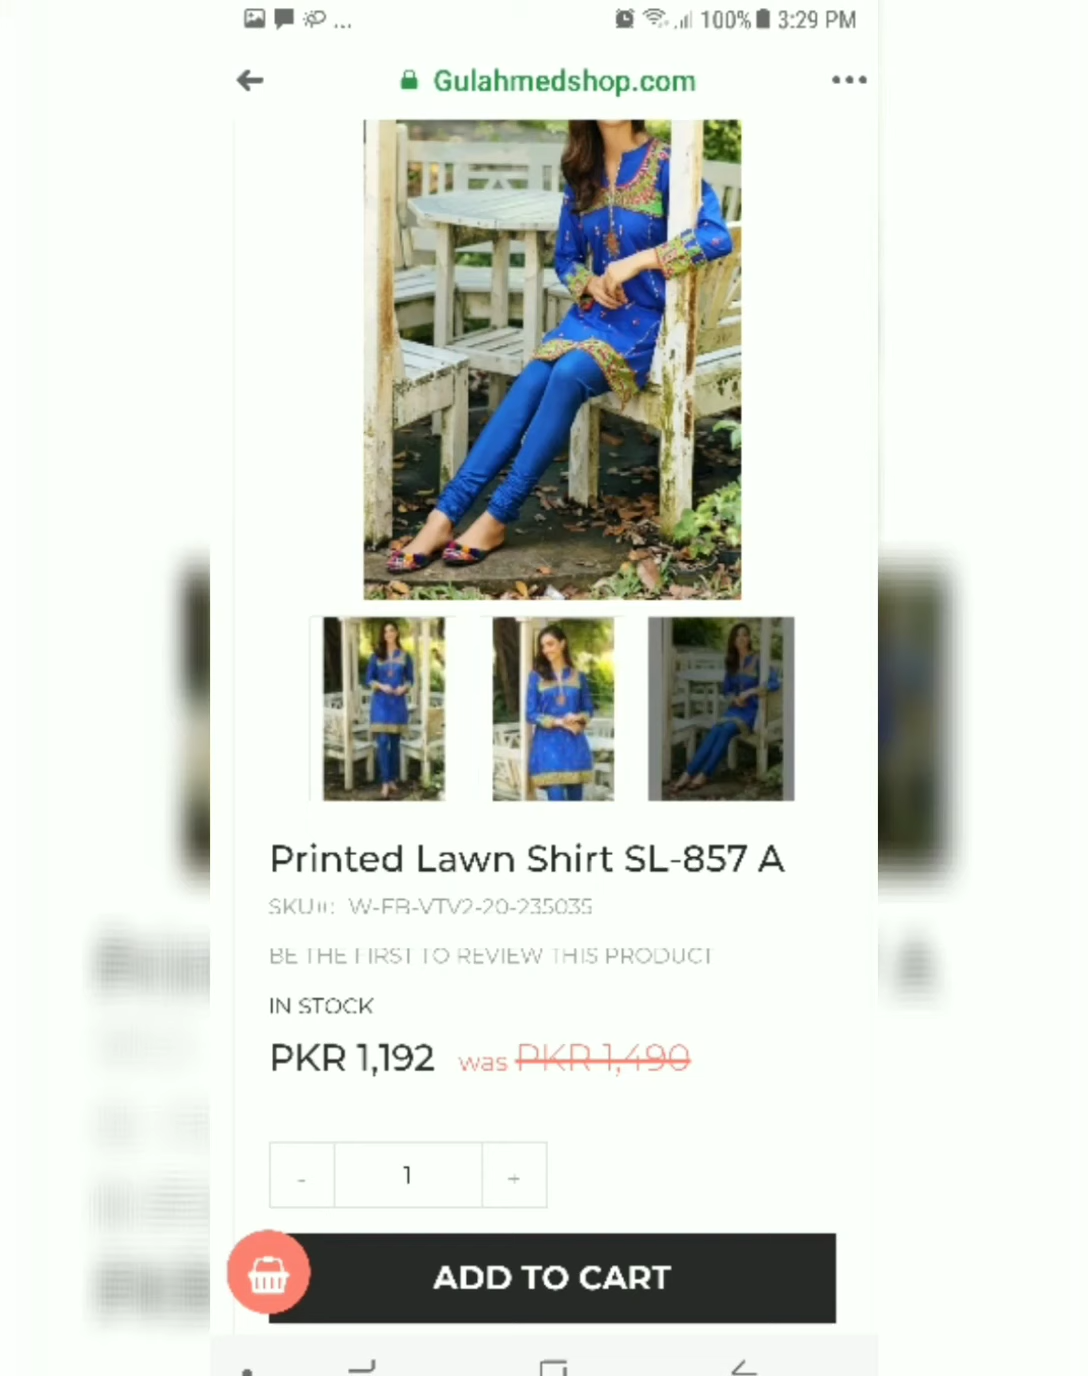 ... 100% 3:29 PM
Gulahmedshop.com
Printed Lawn Shirt SL-857 A
SKU#: W-FB-VTV2-20-235035
BE THE FIRST TO REVIEW THIS PRODUCT
IN STOCK
PKR 1,192 was PKR 1,490
- 1 +
ADD TO CART